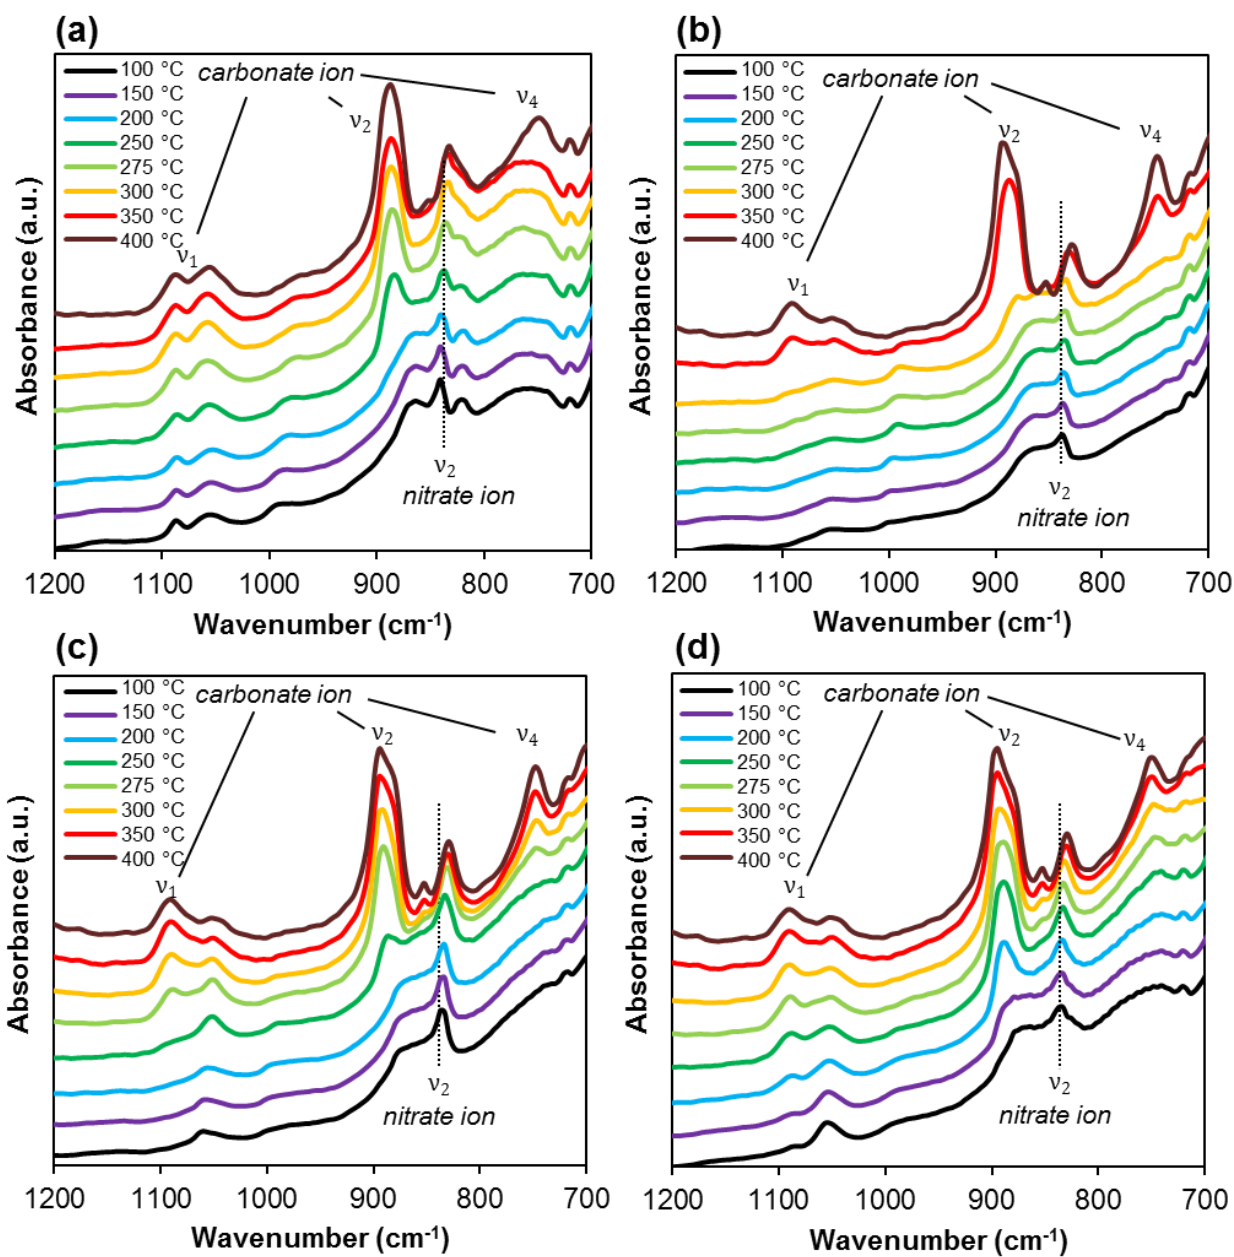 (a)
100 °C
150 °C
200 °C
250 °C
275 °C
300 °C
350 °C
400 °C
carbonate ion
ν1
ν2
ν4
ν2
nitrate ion
Absorbance (a.u.)
1200 1100 1000 900 800 700
Wavenumber (cm-1)
(b)
100 °C
150 °C
200 °C
250 °C
275 °C
300 °C
350 °C
400 °C
carbonate ion
ν1
ν2
ν4
ν2
nitrate ion
Absorbance (a.u.)
1200 1100 1000 900 800 700
Wavenumber (cm-1)
(c)
100 °C
150 °C
200 °C
250 °C
275 °C
300 °C
350 °C
400 °C
carbonate ion
ν1
ν2
ν4
ν2
nitrate ion
Absorbance (a.u.)
1200 1100 1000 900 800 700
Wavenumber (cm-1)
(d)
100 °C
150 °C
200 °C
250 °C
275 °C
300 °C
350 °C
400 °C
carbonate ion
ν1
ν2
ν4
ν2
nitrate ion
Absorbance (a.u.)
1200 1100 1000 900 800 700
Wavenumber (cm-1)